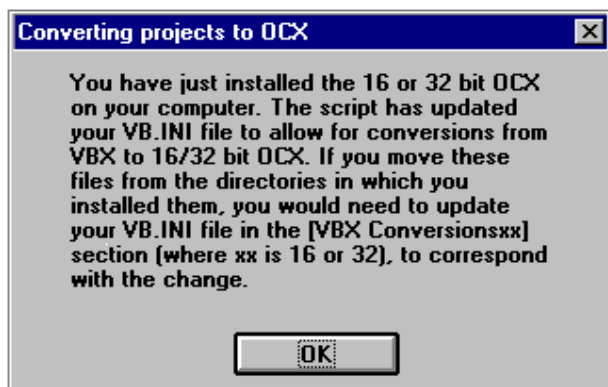 Converting projects to OCX
You have just installed the 16 or 32 bit OCX
on your computer. The script has updated
your VB.INI file to allow for conversions from
VBX to 16/32 bit OCX. If you move these
files from the directories in which you
installed them, you would need to update
your VB.INI file in the [VBX Conversionsxx]
section (where xx is 16 or 32), to correspond
with the change.
OK